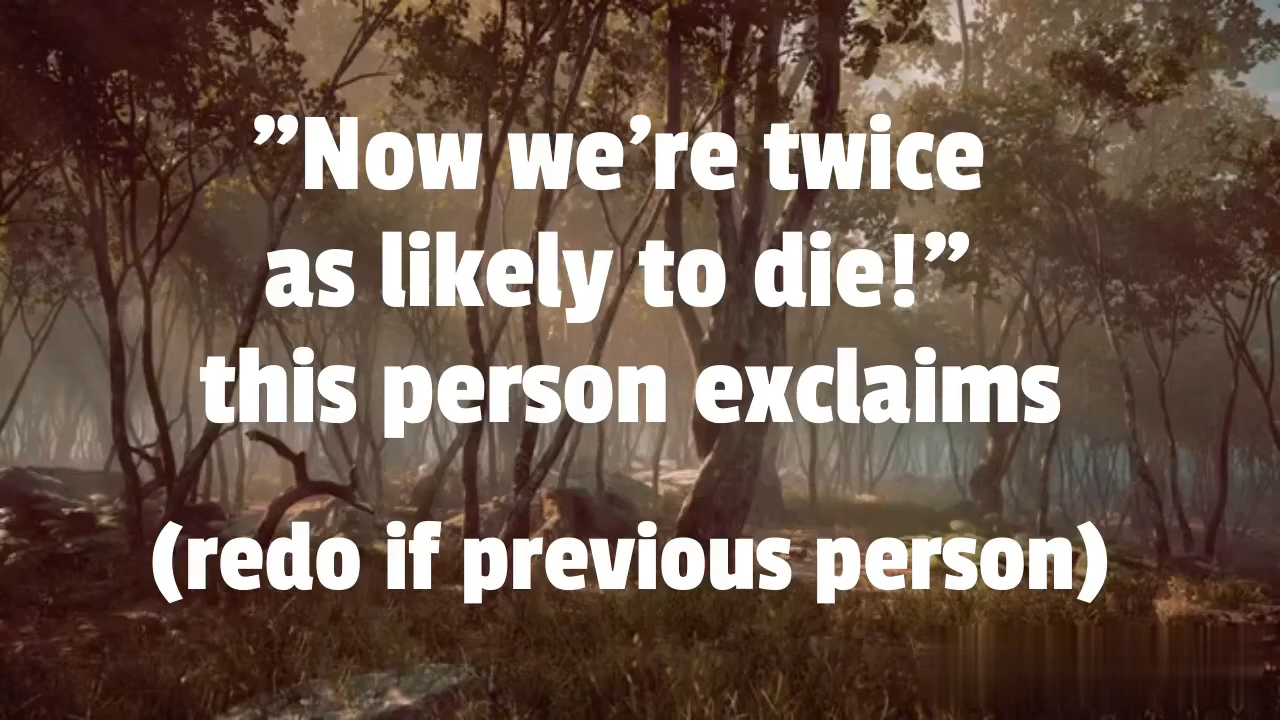 ”Now we’re twice
as likely to die!”
this person exclaims
(redo if previous person)